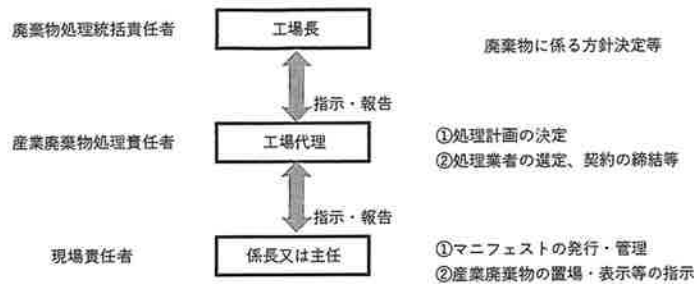 廃棄物処理統括責任者
工場長
廃棄物に係る方針決定等
指示・報告
産業廃棄物処理責任者
工場代理
①処理計画の決定
②処理業者の選定、契約の締結等
指示・報告
現場責任者
係長又は主任
①マニフェストの発行・管理
②産業廃棄物の置場・表示等の指示